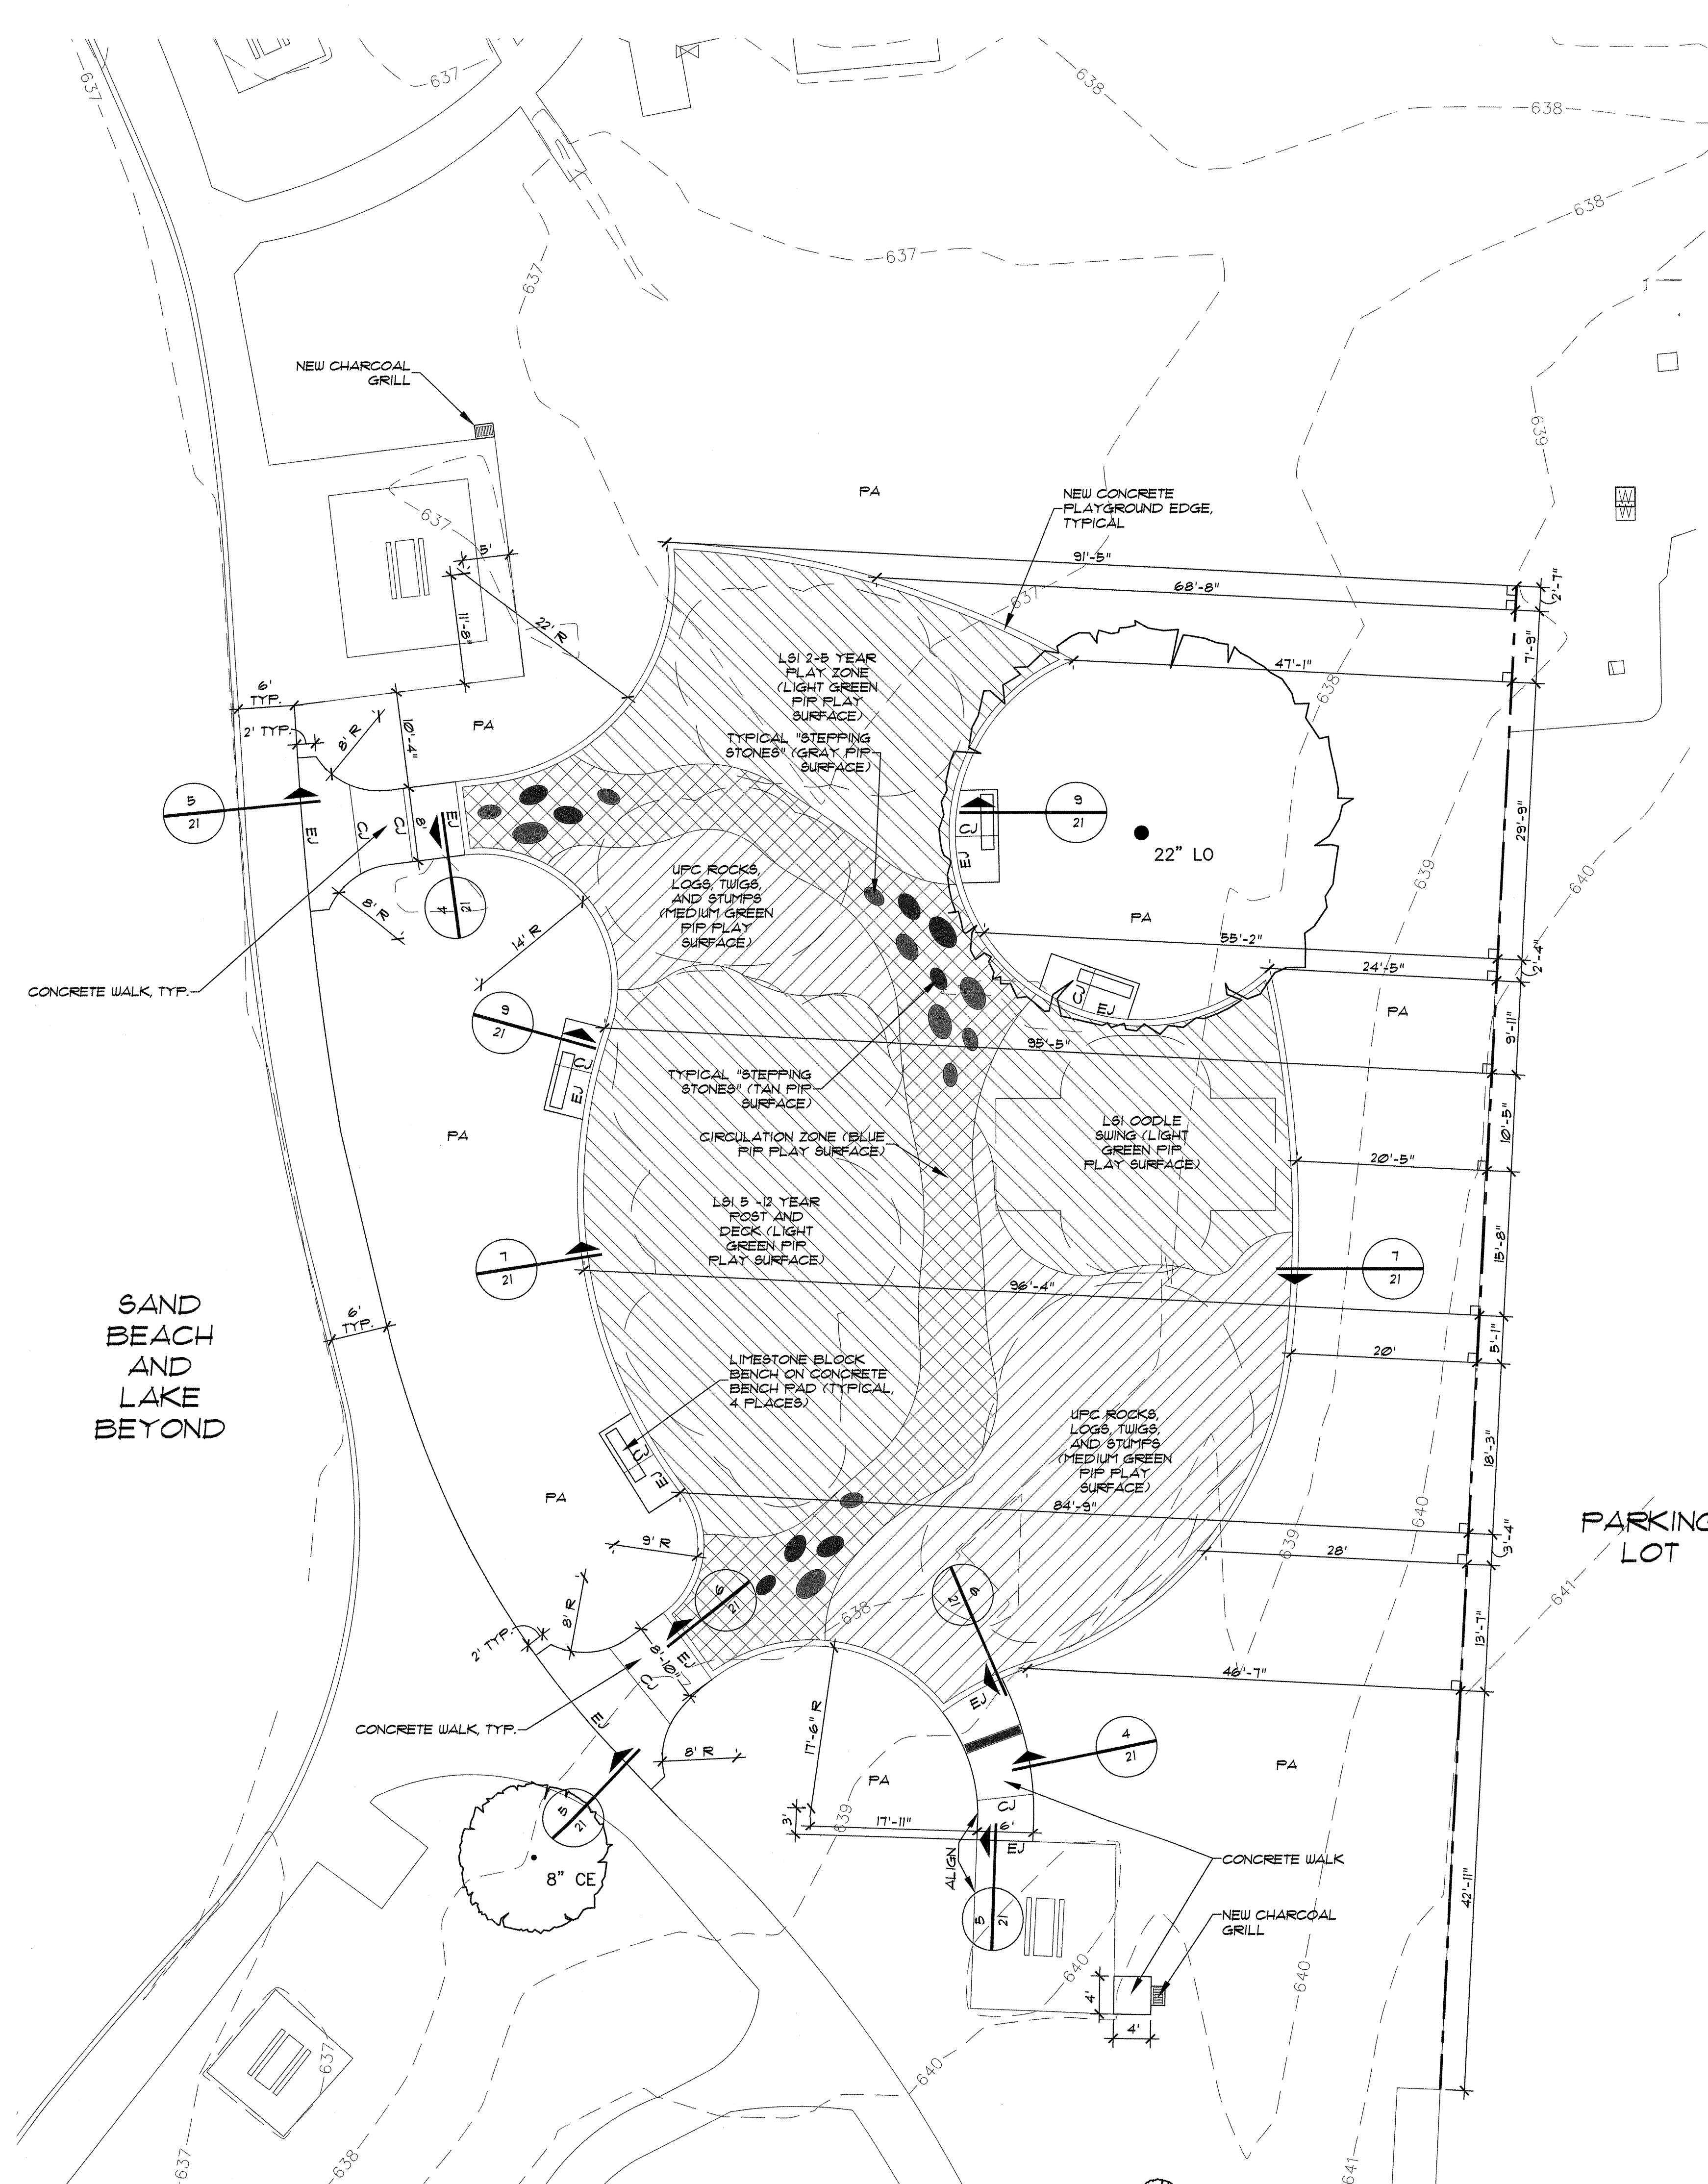 637
637
638
638
638
637
637
NEW CHARCOAL
GRILL
639
W
W
637
PA
NEW CONCRETE
PLAYGROUND EDGE,
TYPICAL
5'
91'-5"
68'-8"
2'-7"
637
11'-8"
22' R
LSI 2-5 YEAR
PLAY ZONE
(LIGHT GREEN
PIP PLAY
SURFACE)
47'-1"
7'-9"
638
6'
TYP.
2' TYP.
8' R
10'-4"
PA
TYPICAL "STEPPING
STONES" (GRAY PIP
SURFACE)
5
21
EJ
CJ
CJ
8'
EJ
9
21
CJ
EJ
22" LO
29'-9"
639
640
UPC ROCKS,
LOGS, TWIGS,
AND STUMPS
(MEDIUM GREEN
PIP PLAY
SURFACE)
8' R
4
21
14' R
PA
55'-2"
24'-5"
2'-4"
CONCRETE WALK, TYP.
CJ
EJ
PA
9
21
CJ
EJ
95'-5"
9'-11"
TYPICAL "STEPPING
STONES" (TAN PIP
SURFACE)
PA
CIRCULATION ZONE (BLUE
PIP PLAY SURFACE)
LSI OODLE
SWING (LIGHT
GREEN PIP
PLAY SURFACE)
10'-5"
20'-5"
LSI 5 -12 YEAR
POST AND
DECK (LIGHT
GREEN PIP
PLAY SURFACE)
7
21
7
21
96'-4"
15'-8"
SAND
BEACH
AND
LAKE
BEYOND
6'
TYP.
20'
5'-1"
LIMESTONE BLOCK
BENCH ON CONCRETE
BENCH PAD (TYPICAL,
4 PLACES)
CJ
EJ
UPC ROCKS,
LOGS, TWIGS,
AND STUMPS
(MEDIUM GREEN
PIP PLAY
SURFACE)
18'-3"
PA
84'-9"
640
639
PARKING
LOT
9' R
28'
3'-4"
641
8' R
6
21
6
21
638
2' TYP.
8'-10"
EJ
CJ
13'-7"
46'-7"
EJ
EJ
CONCRETE WALK, TYP.
8' R
17'-6" R
4
21
PA
PA
CJ
5
21
3'
639
17'-11"
6'
EJ
ALIGN
8" CE
CONCRETE WALK
42'-11"
5
21
NEW CHARCOAL
GRILL
640
640
4'
4'
637
640
637
638
641